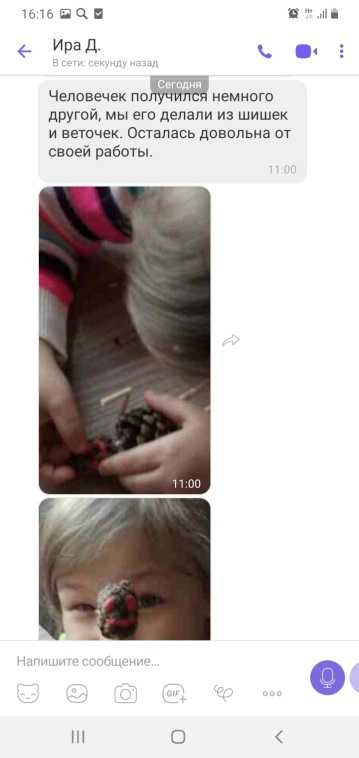 16:16
Ира Д.
В сети: секунду назад
Сегодня
Человечек получился немного
другой, мы его делали из шишек
и веточек. Осталась довольна от
своей работы.
11:00
11:00
Напишите сообщение...
GIF